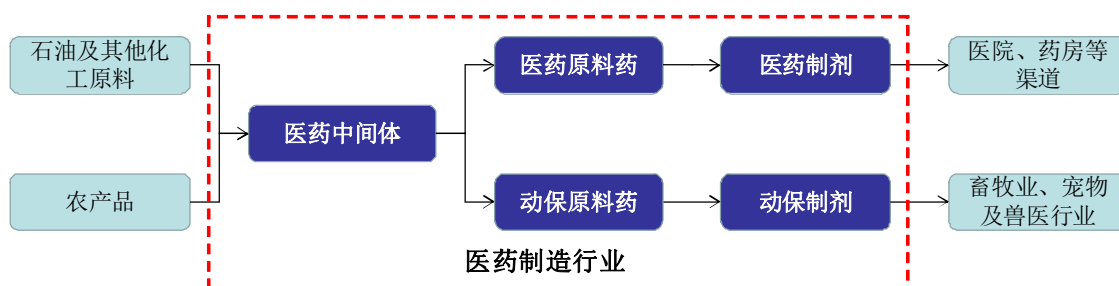 石油及其他化
工原料
农产品
医药中间体
医药原料药
医药制剂
医院、药房等
渠道
动保原料药
动保制剂
畜牧业、宠物
及兽医行业
医药制造行业